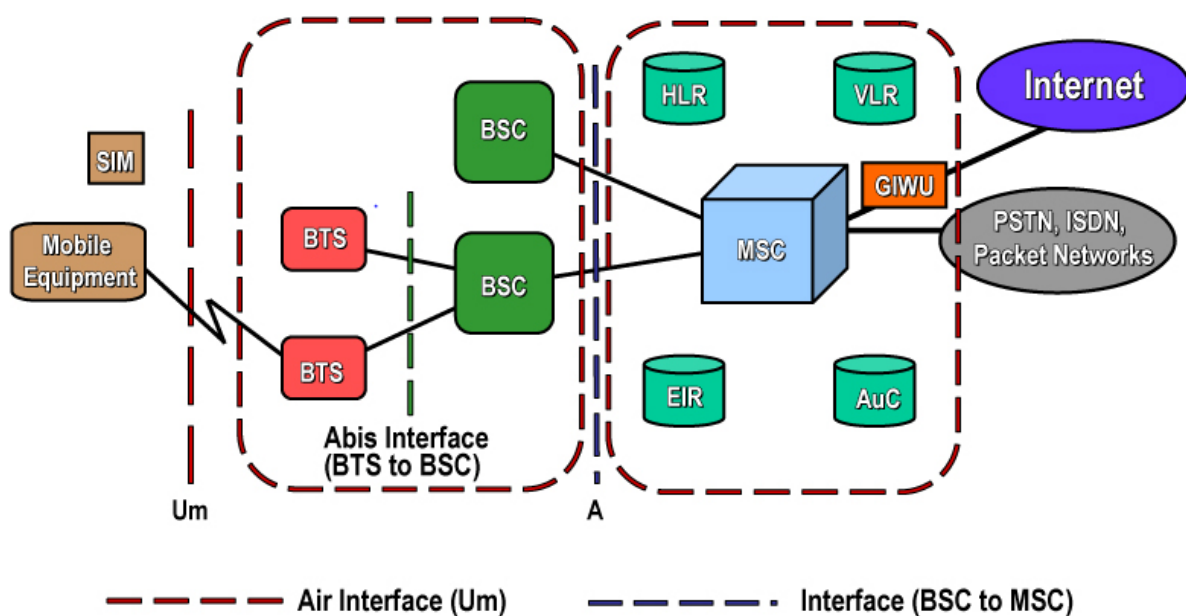 HLR
VLR
Internet
BSC
SIM
GIWU
Mobile
Equipment
BTS
BSC
MSC
PSTN, ISDN,
Packet Networks
BTS
EIR
AuC
Abis Interface
(BTS to BSC)
Um
A
Air Interface (Um)
Interface (BSC to MSC)